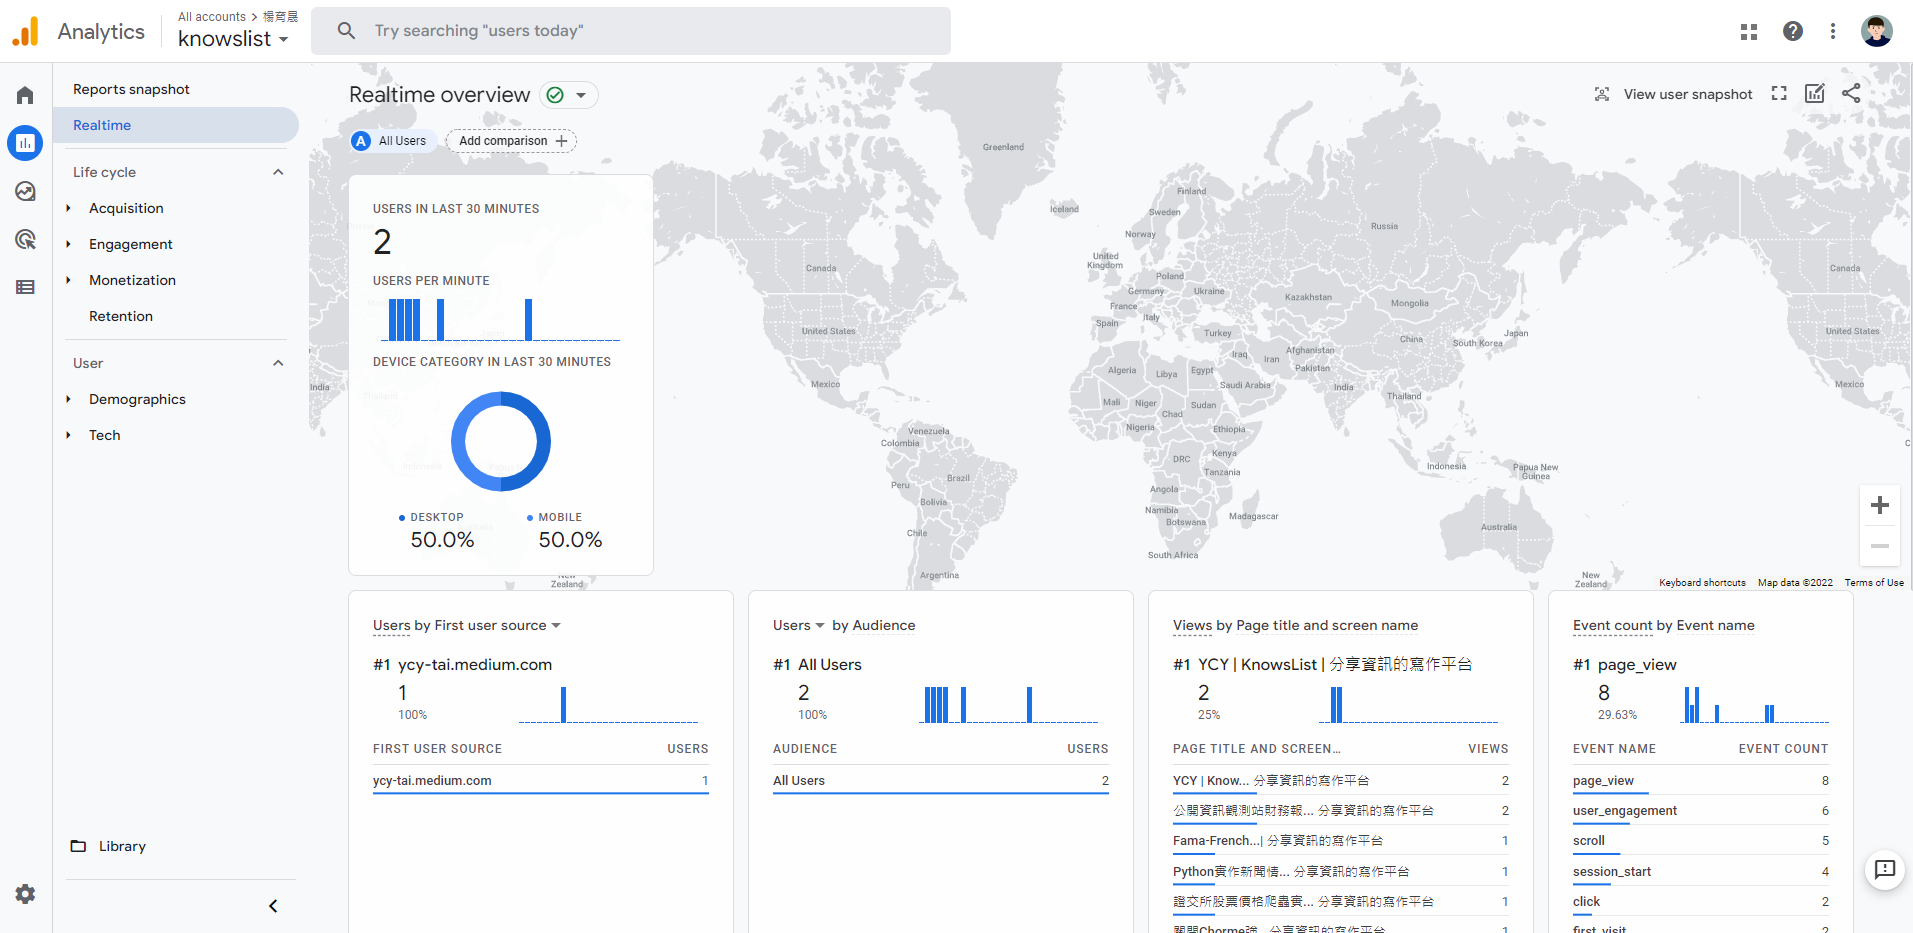 Analytics
All accounts > 楊育晟
knowslist
Try searching "users today"
Reports snapshot
Realtime
Life cycle
Acquisition
Engagement
Monetization
Retention
User
Demographics
Tech
Library
Realtime overview
View user snapshot
A All Users
Add comparison
USERS IN LAST 30 MINUTES
2
USERS PER MINUTE
DEVICE CATEGORY IN LAST 30 MINUTES
DESKTOP
50.0%
MOBILE
50.0%
Greenland
Iceland
Finland
Sweden
Norway
Russia
United Kingdom
Poland
Germany
Ukraine
France
Kazakhstan
Mongolia
Italy
Spain
Turkey
China
Japan
South Korea
Iraq
Iran
Afghanistan
Pakistan
Algeria
Libya
Egypt
Saudi Arabia
India
Thailand
Mali
Niger
Chad
Sudan
Nigeria
Ethiopia
Kenya
DRC
Tanzania
Angola
Namibia
Botswana
Madagascar
South Africa
Indonesia
Papua New Guinea
Australia
New Zealand
Canada
United States
Mexico
Venezuela
Colombia
Brazil
Peru
Bolivia
Chile
Argentina
Canada
United States
Mexico
India
New Zealand
Keyboard shortcuts
Map data ©2022
Terms of Use
Users by First user source
#1 ycy-tai.medium.com
1
100%
FIRST USER SOURCE USERS
ycy-tai.medium.com 1
Users by Audience
#1 All Users
2
100%
AUDIENCE USERS
All Users 2
Views by Page title and screen name
#1 YCY | KnowsList | 分享資訊的寫作平台
2
25%
PAGE TITLE AND SCREEN… VIEWS
YCY | Know... 分享資訊的寫作平台 2
公開資訊觀測站財務報... 分享資訊的寫作平台 2
Fama-French...| 分享資訊的寫作平台 1
Python實作新聞情... 分享資訊的寫作平台 1
證交所股票價格爬蟲實... 分享資訊的寫作平台 1
Event count by Event name
#1 page_view
8
29.63%
EVENT NAME EVENT COUNT
page_view 8
user_engagement 6
scroll 5
session_start 4
click 2
first_visit 2